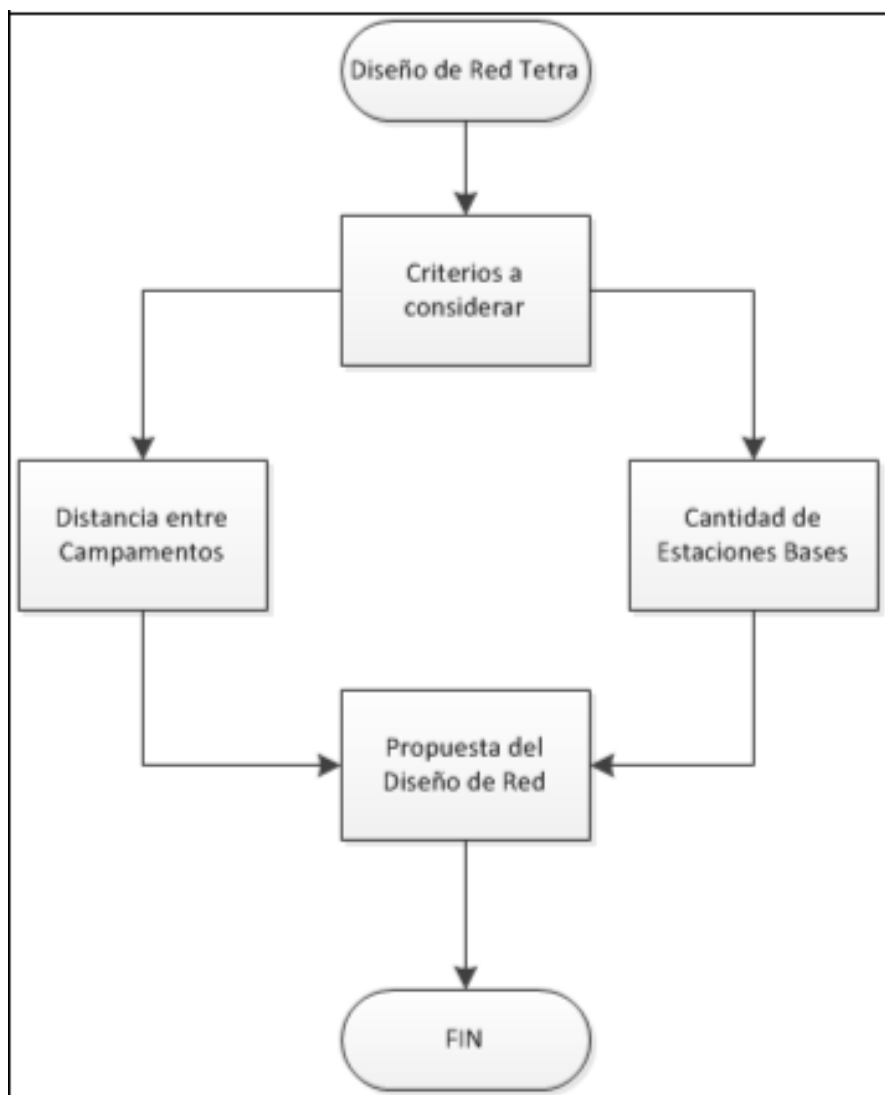 Diseño de Red Tetra
Criterios a
considerar
Distancia entre
Campamentos
Cantidad de
Estaciones Bases
Propuesta del
Diseño de Red
FIN